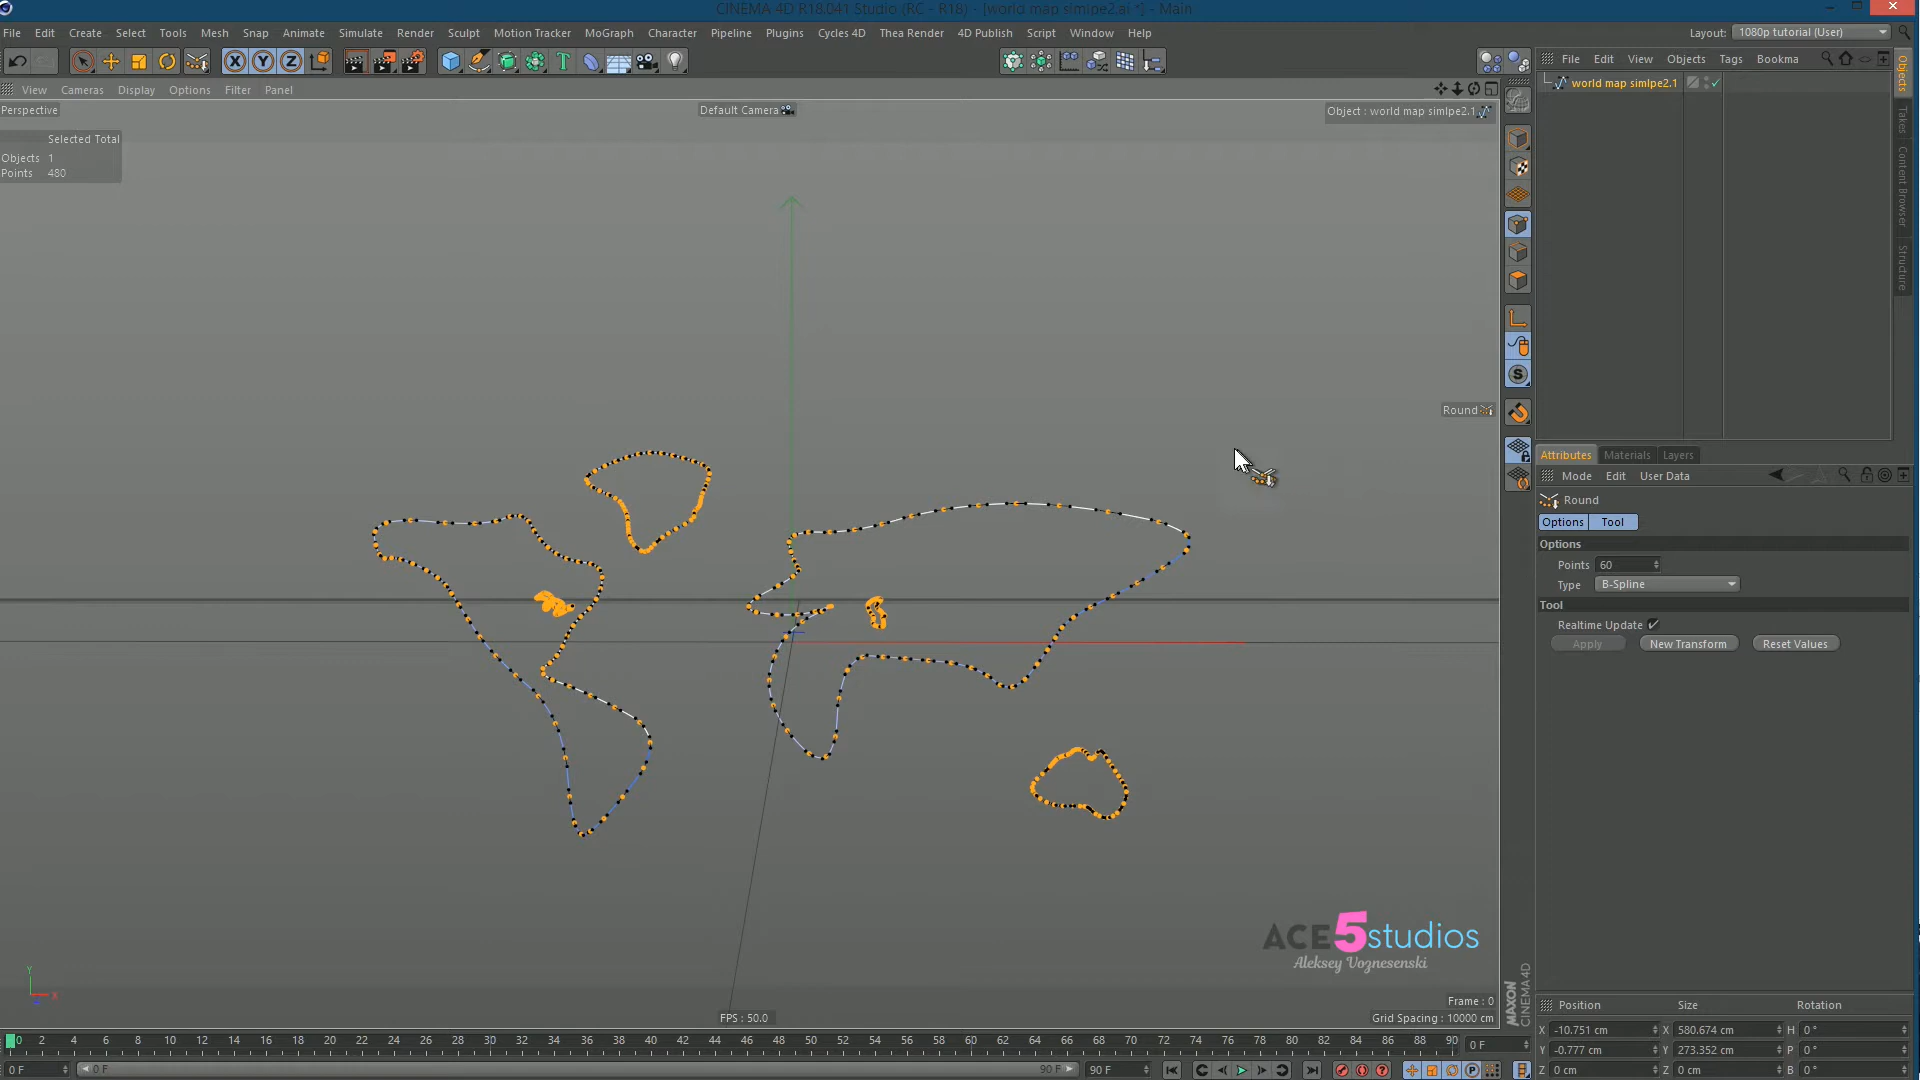 CINEMA 4D R18.041 Studio (RC - R18) - [world map simlpe2.ai *] - Main
File Edit Create Select Tools Mesh Snap Animate Simulate Render Sculpt Motion Tracker MoGraph Character Pipeline Plugins Cycles 4D Thea Render 4D Publish Script Window Help
Layout: 1080p tutorial (User)
File Edit View Objects Tags Bookma
world map simlpe2.1
View Cameras Display Options Filter Panel
Perspective
Default Camera
Object : world map simlpe2.1
Selected Total
Objects 1
Points 480
Round
Objects
Takes
Content Browser
Structure
Attributes Materials Layers
Mode Edit User Data
Round
Options Tool
Options
Points 60
Type B-Spline
Tool
Realtime Update
Apply New Transform Reset Values
ACE5studios
Aleksey Voznesenski
Y
X
Frame : 0
FPS : 50.0
Grid Spacing : 10000 cm
MAXON
CINEMA 4D
Position Size Rotation
X -10.751 cm X 580.674 cm H 0 °
Y -0.777 cm Y 273.352 cm P 0 °
Z 0 cm Z 0 cm B 0 °
0 2 4 6 8 10 12 14 16 18 20 22 24 26 28 30 32 34 36 38 40 42 44 46 48 50 52 54 56 58 60 62 64 66 68 70 72 74 76 78 80 82 84 86 88 90 0 F
0 F 0 F 90 F 90 F